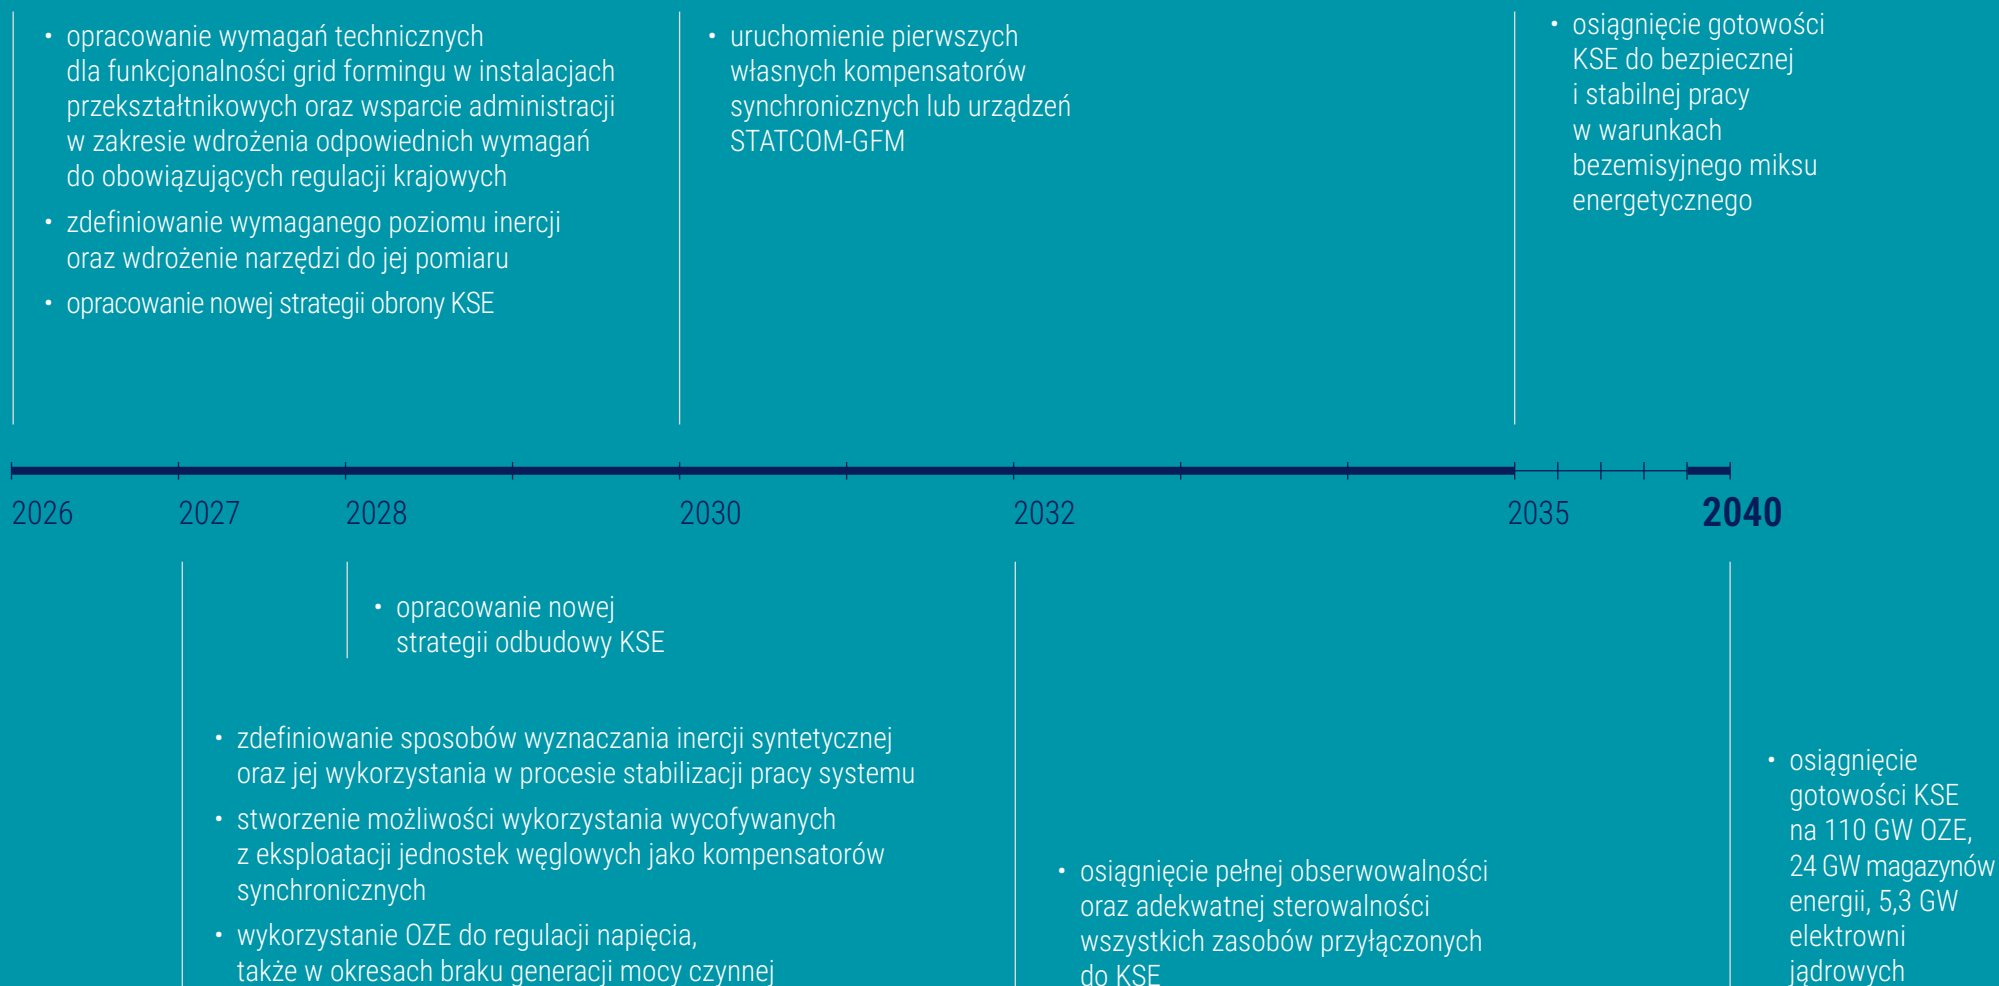 • opracowanie wymagań technicznych
dla funkcjonalności grid formingu w instalacjach
przekształtnikowych oraz wsparcie administracji
w zakresie wdrożenia odpowiednich wymagań
do obowiązujących regulacji krajowych
• zdefiniowanie wymaganego poziomu inercji
oraz wdrożenie narzędzi do jej pomiaru
• opracowanie nowej strategii obrony KSE
• uruchomienie pierwszych
własnych kompensatorów
synchronicznych lub urządzeń
STATCOM-GFM
• osiągnięcie gotowości
KSE do bezpiecznej
i stabilnej pracy
w warunkach
bezemisyjnego miksu
energetycznego
2026
2027
2028
2030
2032
2035
2040
• opracowanie nowej
strategii odbudowy KSE
• zdefiniowanie sposobów wyznaczania inercji syntetycznej
oraz jej wykorzystania w procesie stabilizacji pracy systemu
• stworzenie możliwości wykorzystania wycofywanych
z eksploatacji jednostek węglowych jako kompensatorów
synchronicznych
• wykorzystanie OZE do regulacji napięcia,
także w okresach braku generacji mocy czynnej
• osiągnięcie pełnej obserwowalności
oraz adekwatnej sterowalności
wszystkich zasobów przyłączonych
do KSE
• osiągnięcie
gotowości KSE
na 110 GW OZE,
24 GW magazynów
energii, 5,3 GW
elektrowni
jądrowych